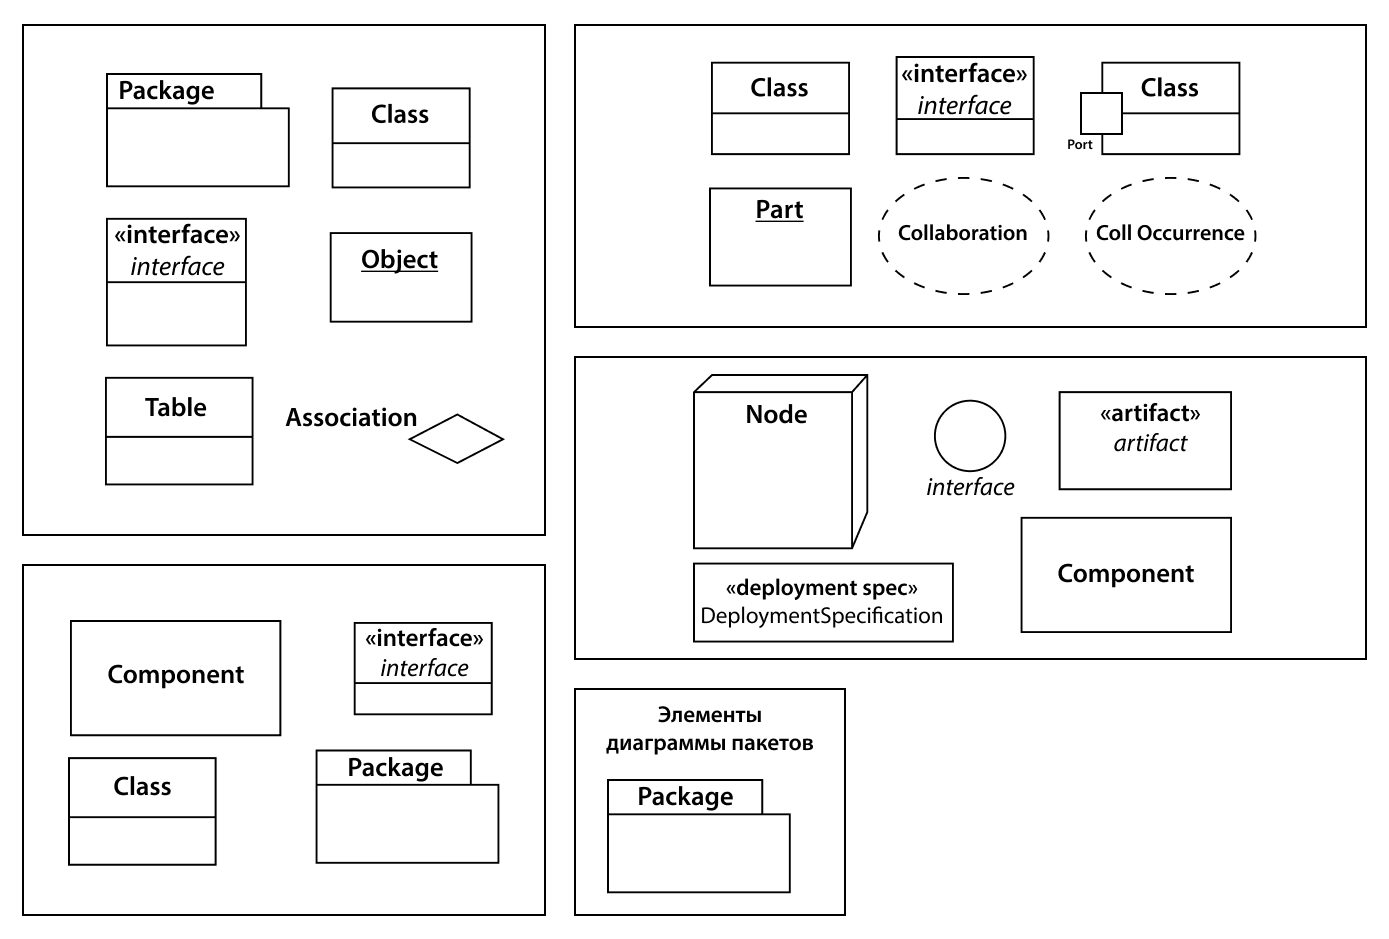 Package
Class
«interface»
interface
Object
Table
Association
Class
«interface»
interface
Class
Port
Part
Collaboration
Coll Occurrence
Node
interface
«artifact»
artifact
«deployment spec»
DeploymentSpecification
Component
Component
«interface»
interface
Class
Package
Элементы
диаграммы пакетов
Package